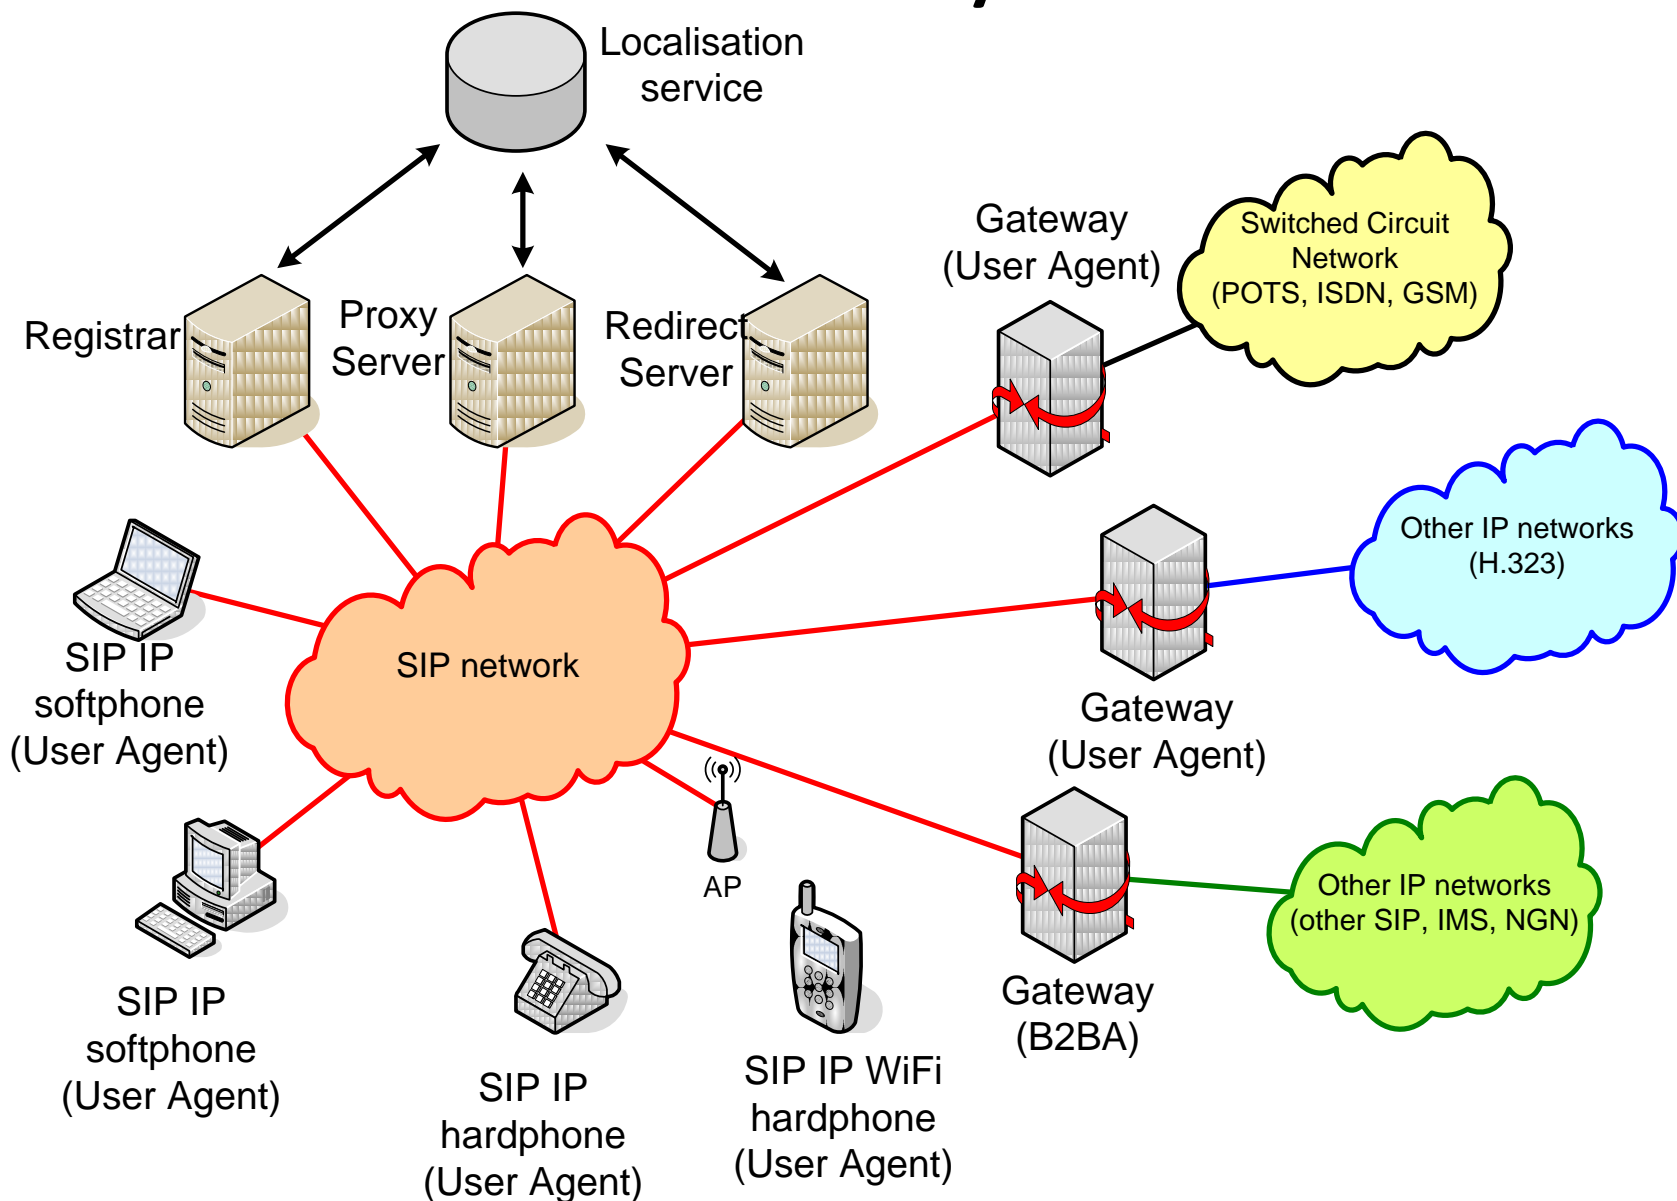 Localisation
service
Registrar
Proxy
Server
Redirect
Server
Gateway
(User Agent)
Switched Circuit
Network
(POTS, ISDN, GSM)
Other IP networks
(H.323)
SIP IP
softphone
(User Agent)
SIP network
Gateway
(User Agent)
AP
Other IP networks
(other SIP, IMS, NGN)
Gateway
(B2BA)
SIP IP
softphone
(User Agent)
SIP IP
hardphone
(User Agent)
SIP IP WiFi
hardphone
(User Agent)